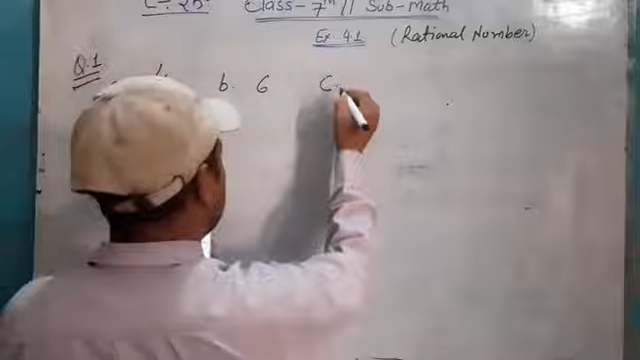 Class- 7th // Sub- Math
Ex- 4.1 (Rational Number)
Q.1
b. 6 C.